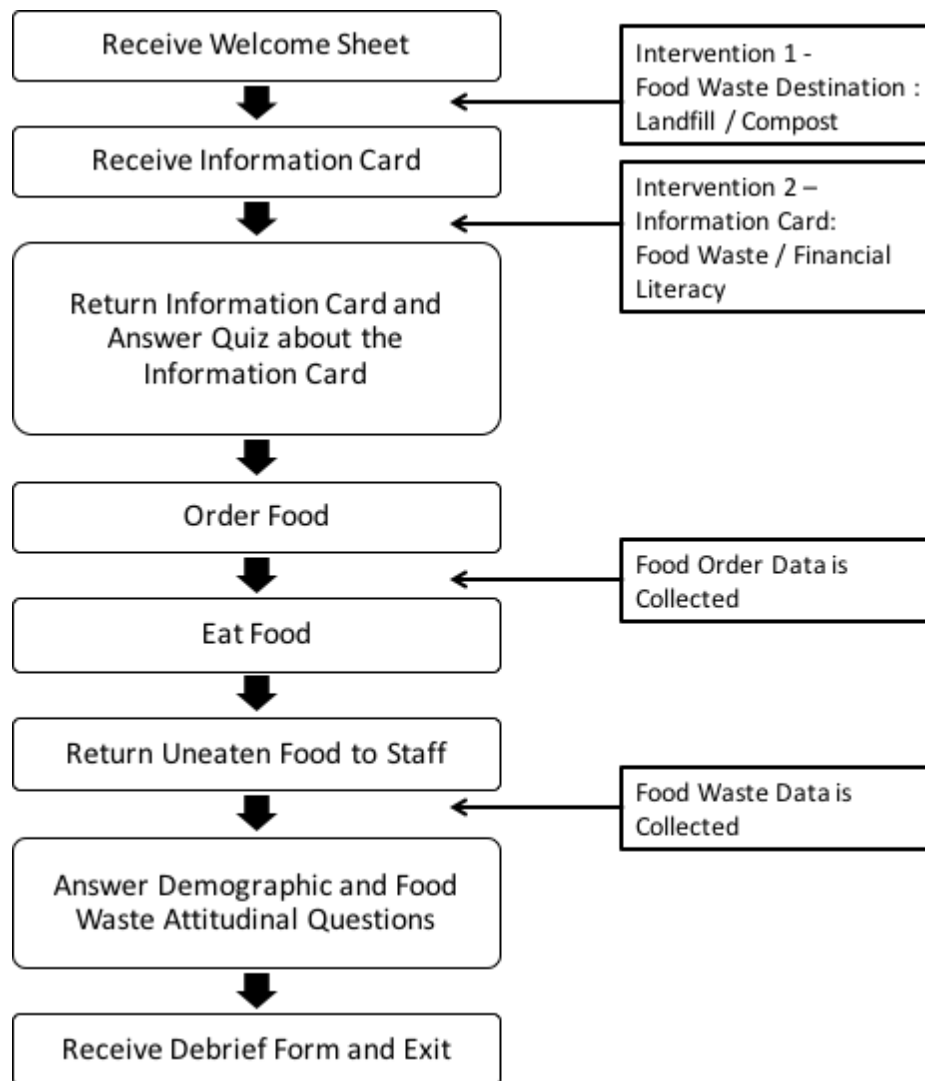 Receive Welcome Sheet
Intervention 1 -
Food Waste Destination :
Landfill / Compost
Receive Information Card
Intervention 2 –
Information Card:
Food Waste / Financial
Literacy
Return Information Card and
Answer Quiz about the
Information Card
Order Food
Food Order Data is
Collected
Eat Food
Return Uneaten Food to Staff
Food Waste Data is
Collected
Answer Demographic and Food
Waste Attitudinal Questions
Receive Debrief Form and Exit